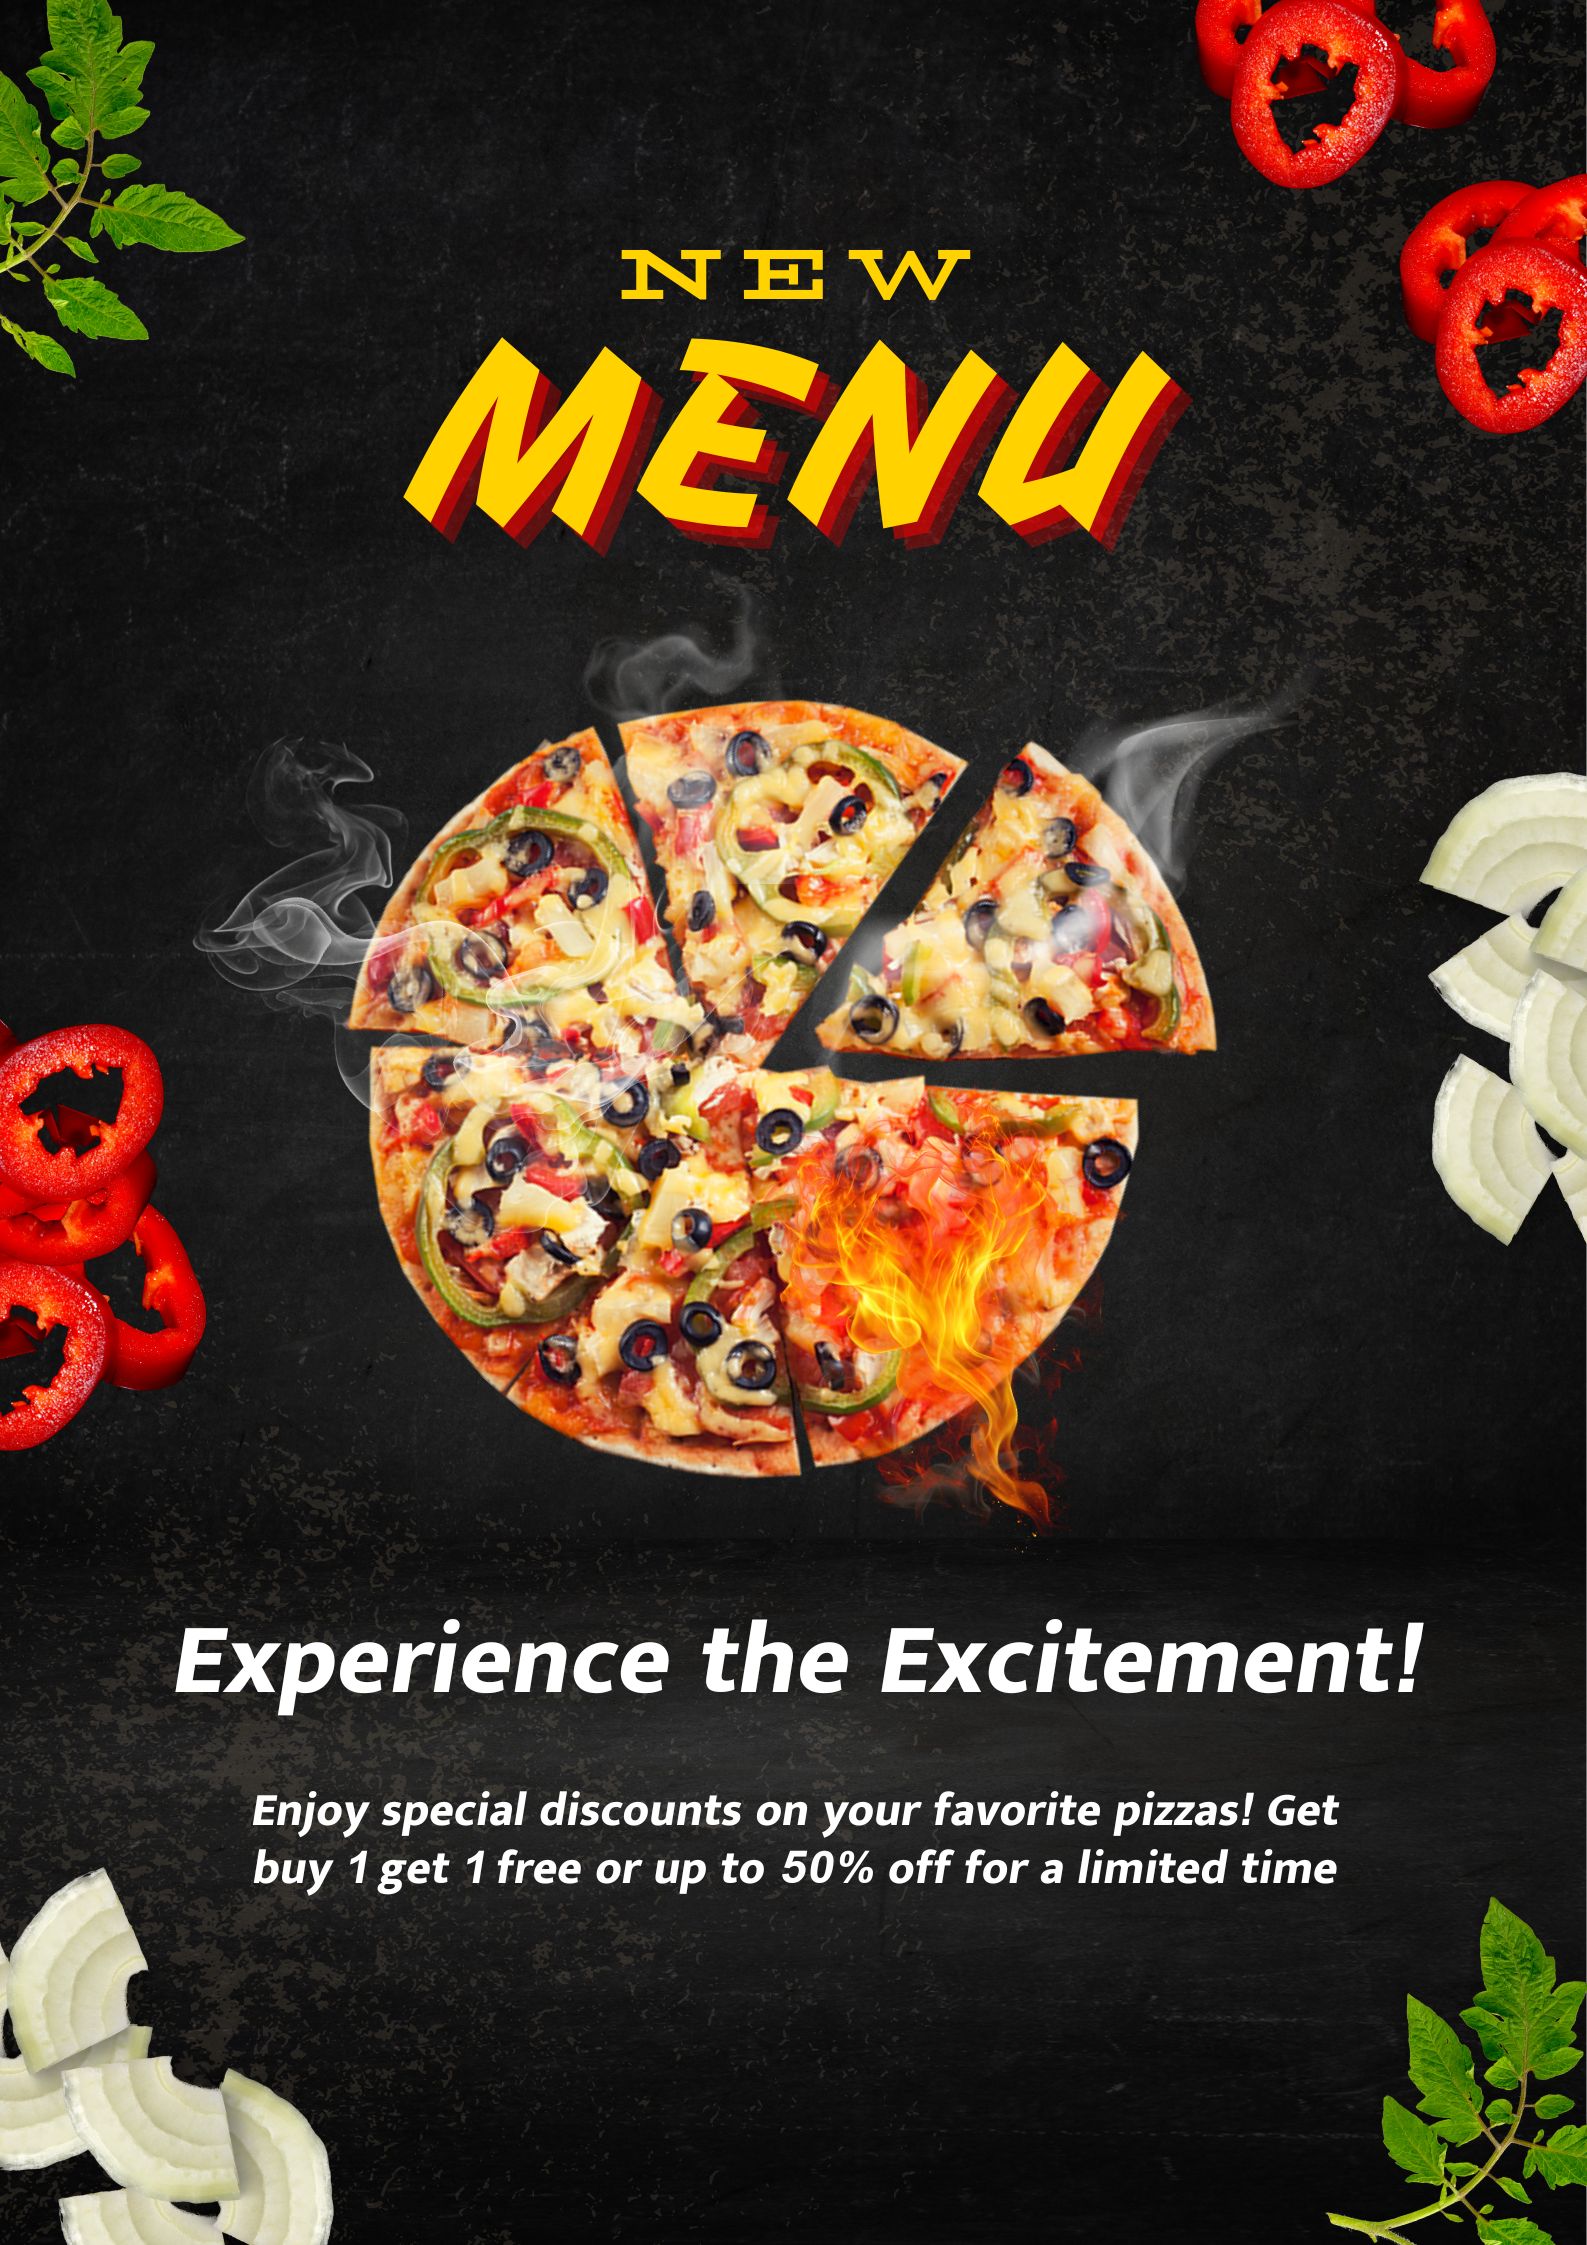 NEW
MENU
Experience the Excitement!
Enjoy special discounts on your favorite pizzas! Get
buy 1 get 1 free or up to 50% off for a limited time